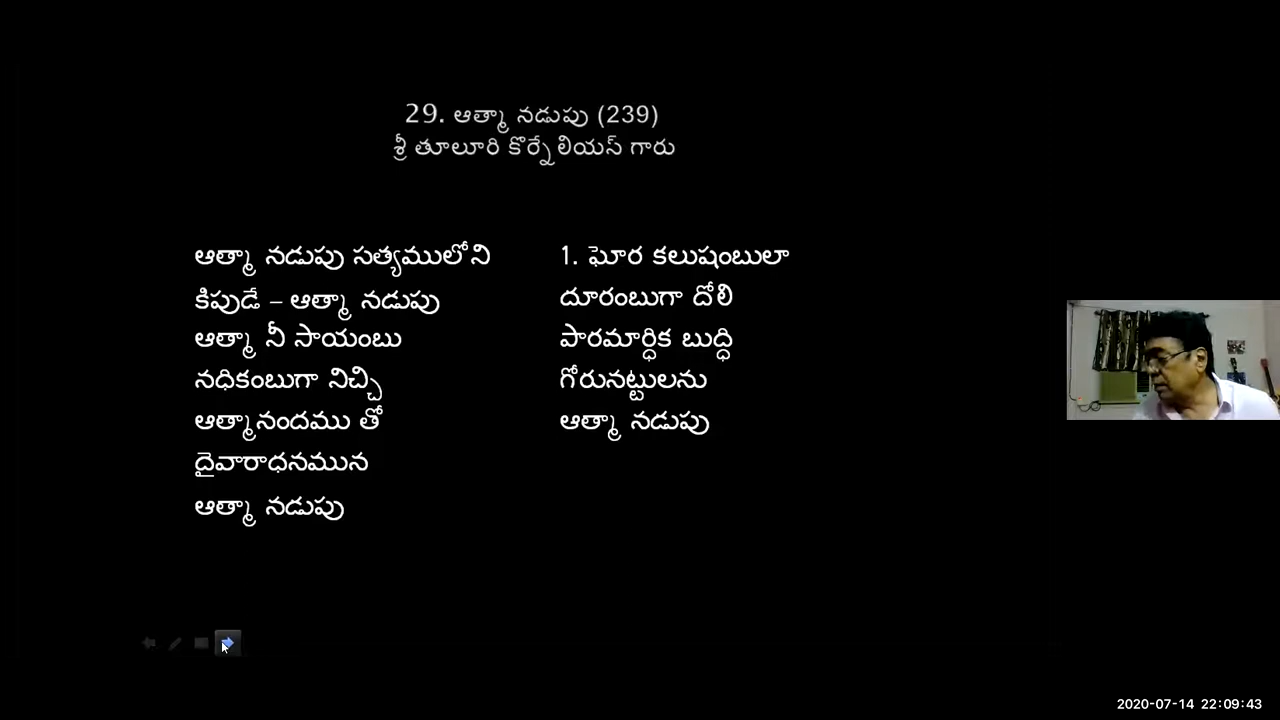 29. ఆత్మా నడుపు (239)
శ్రీ తూలూరి కొర్నేలియస్ గారు
ఆత్మా నడుపు సత్యములోని
కిపుడే – ఆత్మా నడుపు
ఆత్మా నీ సాయంబు
నధికంబుగా నిచ్చి
ఆత్మానందము తో
దైవారాధనమున
ఆత్మా నడుపు
1. ఘోర కలుషంబులా
దూరంబుగా దోలి
పారమార్ధిక బుద్ధి
గోరునట్టులను
ఆత్మా నడుపు
2020-07-14 22:09:43